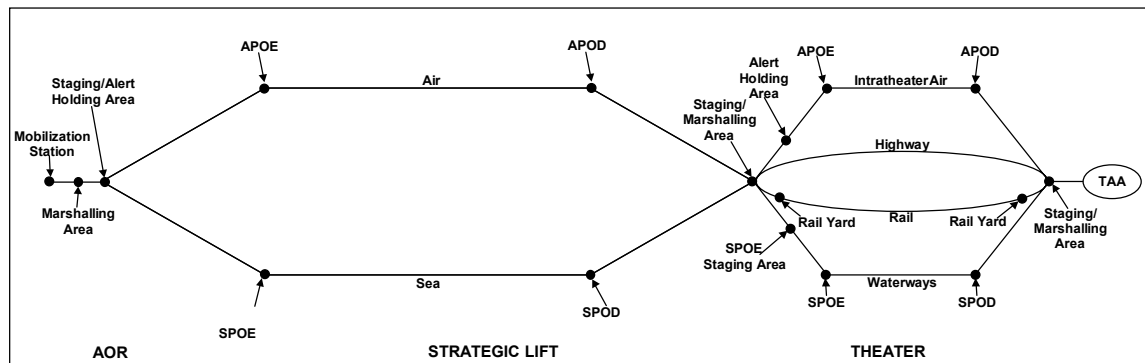 APOE
APOD
APOE
APOD
Staging/Alert
Holding Area
Air
Alert
Holding
Area
Intratheater Air
Staging/
Marshalling
Area
Mobilization
Station
Highway
TAA
Marshalling
Area
Rail Yard
Rail
Rail Yard
Staging/
Marshalling
Area
SPOE
Staging Area
Sea
Waterways
SPOE
SPOD
SPOE
SPOD
AOR
STRATEGIC LIFT
THEATER